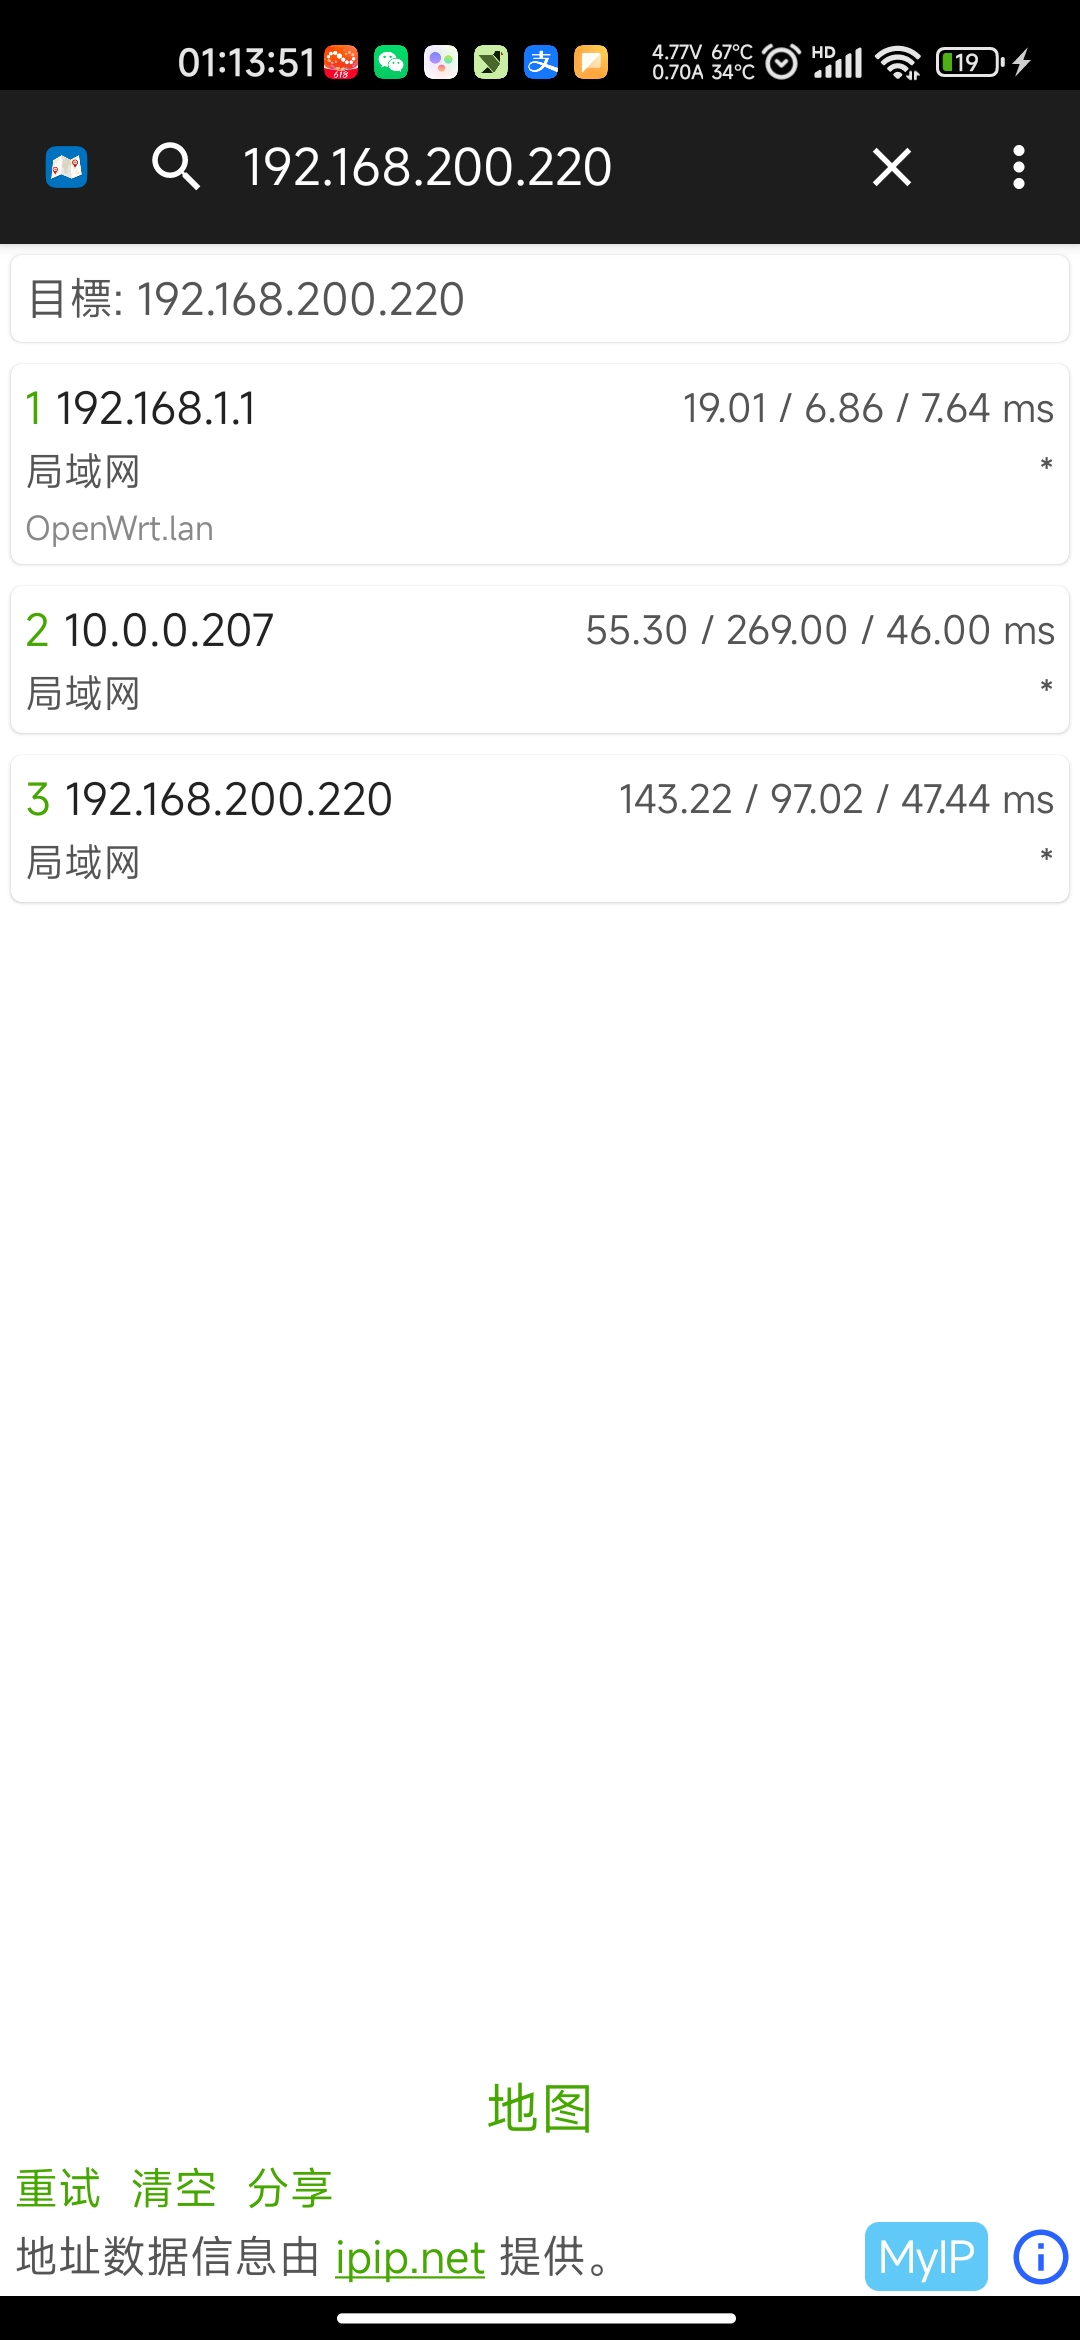 01:13:51 618 4.77V 67℃ HD 19
0.70A 34℃
192.168.200.220
目標: 192.168.200.220
1 192.168.1.1 19.01 / 6.86 / 7.64 ms
局域网 *
OpenWrt.lan
2 10.0.0.207 55.30 / 269.00 / 46.00 ms
局域网 *
3 192.168.200.220 143.22 / 97.02 / 47.44 ms
局域网 *
地图
重试 清空 分享
地址数据信息由 ipip.net 提供。 MyIP